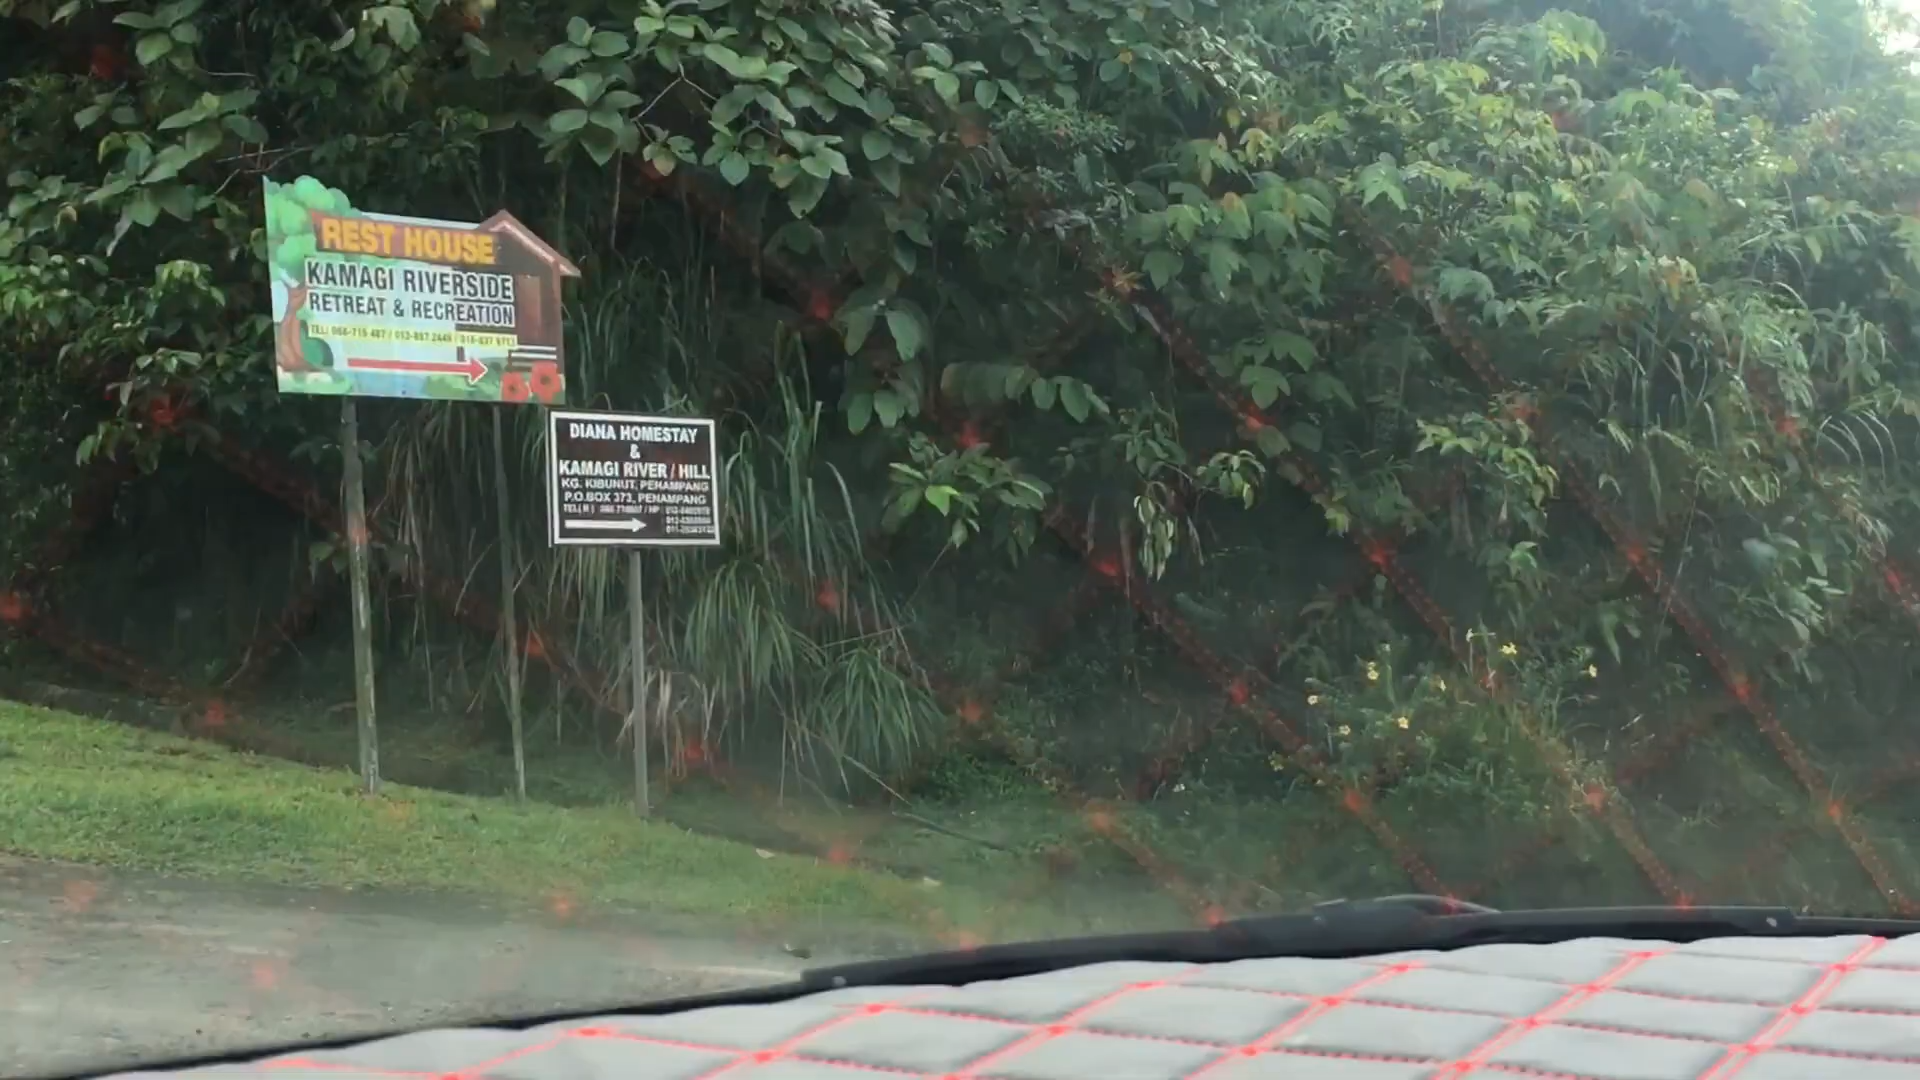 REST HOUSE
KAMAGI RIVERSIDE
RETREAT & RECREATION
DIANA HOMESTAY
&
KAMAGI RIVER / HILL
KG. KIBUNUT, PENAMPANG
P.O.BOX 373, PENAMPANG